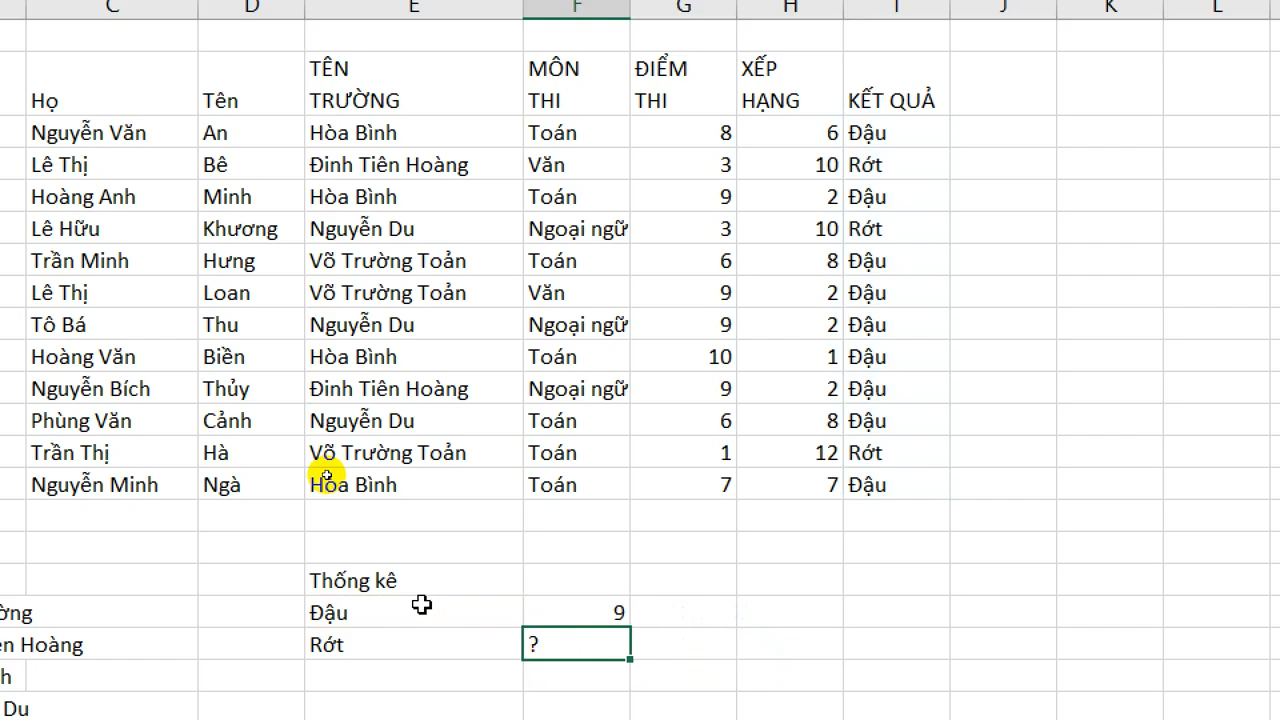 C D E F G H I J K L
TÊN MÔN ĐIỂM XẾP
Họ Tên TRƯỜNG THI THI HẠNG KẾT QUẢ
Nguyễn Văn An Hòa Bình Toán 8 6 Đậu
Lê Thị Bê Đinh Tiên Hoàng Văn 3 10 Rớt
Hoàng Anh Minh Hòa Bình Toán 9 2 Đậu
Lê Hữu Khương Nguyễn Du Ngoại ngữ 3 10 Rớt
Trần Minh Hưng Võ Trường Toản Toán 6 8 Đậu
Lê Thị Loan Võ Trường Toản Văn 9 2 Đậu
Tô Bá Thu Nguyễn Du Ngoại ngữ 9 2 Đậu
Hoàng Văn Biền Hòa Bình Toán 10 1 Đậu
Nguyễn Bích Thủy Đinh Tiên Hoàng Ngoại ngữ 9 2 Đậu
Phùng Văn Cảnh Nguyễn Du Toán 6 8 Đậu
Trần Thị Hà Võ Trường Toản Toán 1 12 Rớt
Nguyễn Minh Ngà Hòa Bình Toán 7 7 Đậu
Thống kê
ờng Đậu 9
ên Hoàng Rớt ?
h
Du